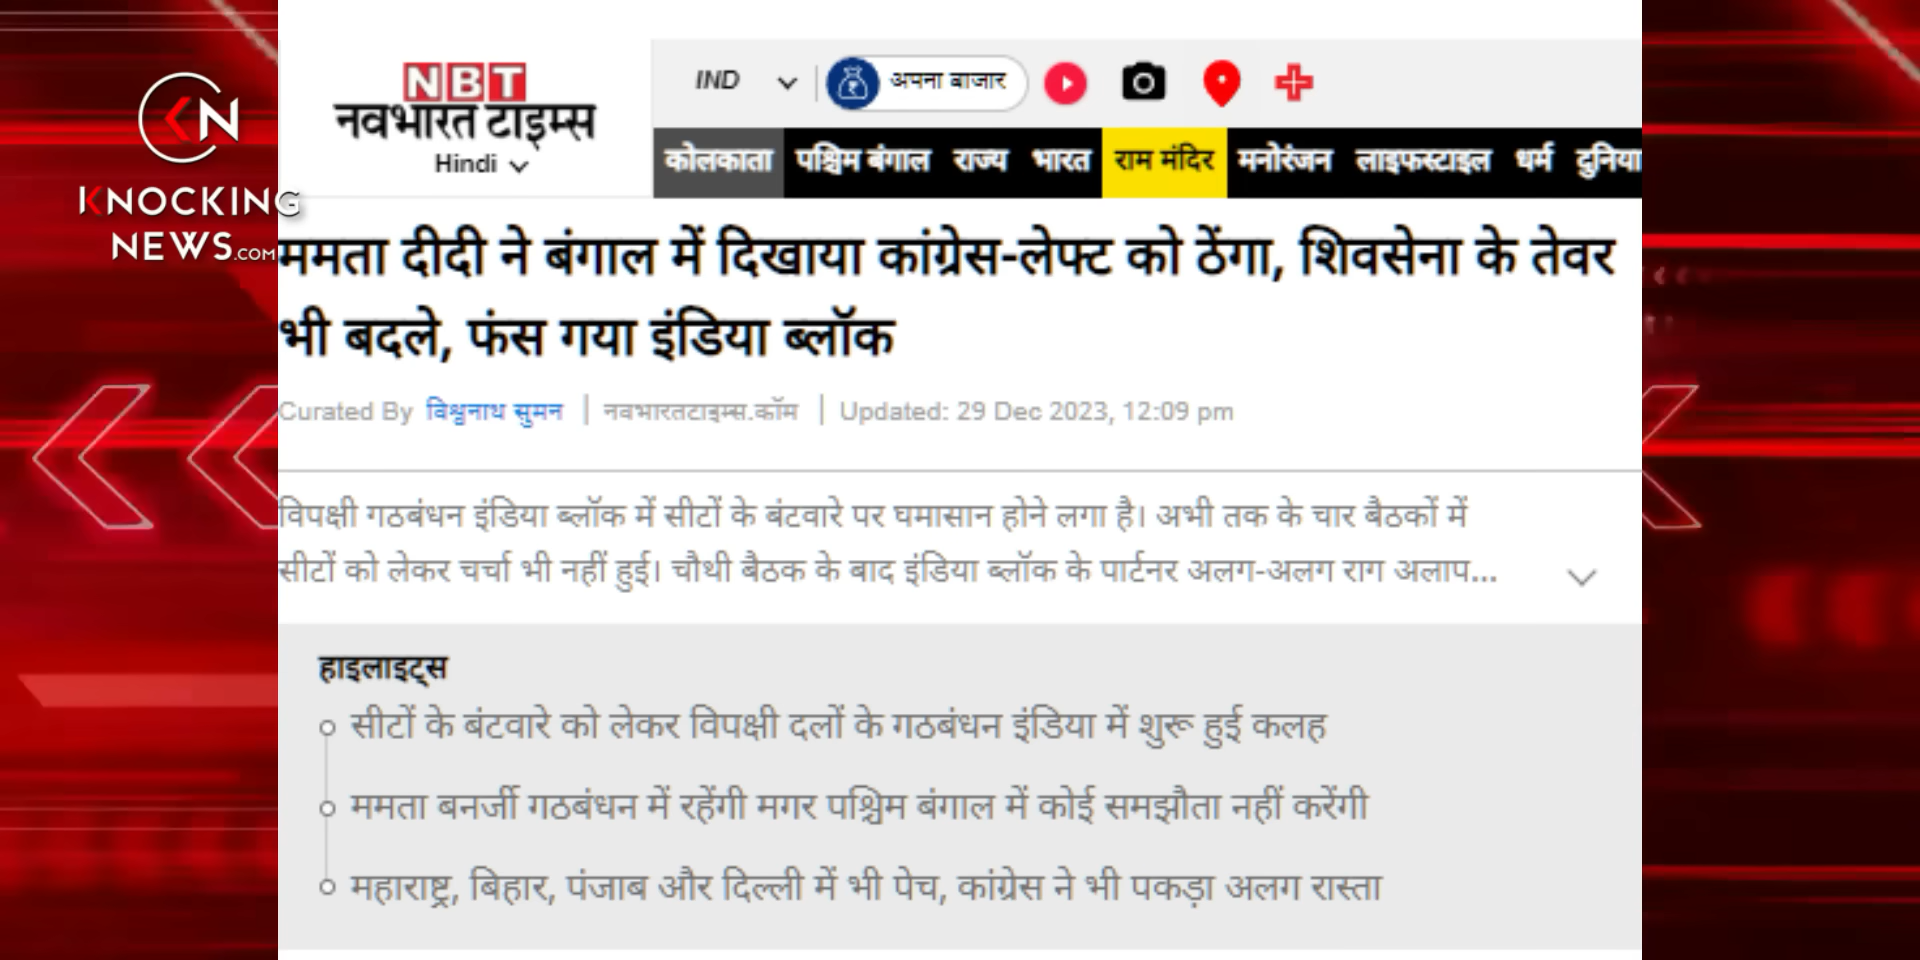 KN
KNOCKING
NEWS.COM
NBT
नवभारत टाइम्स
Hindi
IND
अपना बाजार
कोलकाता पश्चिम बंगाल राज्य भारत राम मंदिर मनोरंजन लाइफस्टाइल धर्म दुनिया
ममता दीदी ने बंगाल में दिखाया कांग्रेस-लेफ्ट को ठेंगा, शिवसेना के तेवर
भी बदले, फंस गया इंडिया ब्लॉक
Curated By विश्वनाथ सुमन | नवभारतटाइम्स.कॉम | Updated: 29 Dec 2023, 12:09 pm
विपक्षी गठबंधन इंडिया ब्लॉक में सीटों के बंटवारे पर घमासान होने लगा है। अभी तक के चार बैठकों में
सीटों को लेकर चर्चा भी नहीं हुई। चौथी बैठक के बाद इंडिया ब्लॉक के पार्टनर अलग-अलग राग अलाप...
हाइलाइट्स
सीटों के बंटवारे को लेकर विपक्षी दलों के गठबंधन इंडिया में शुरू हुई कलह
ममता बनर्जी गठबंधन में रहेंगी मगर पश्चिम बंगाल में कोई समझौता नहीं करेंगी
महाराष्ट्र, बिहार, पंजाब और दिल्ली में भी पेच, कांग्रेस ने भी पकड़ा अलग रास्ता